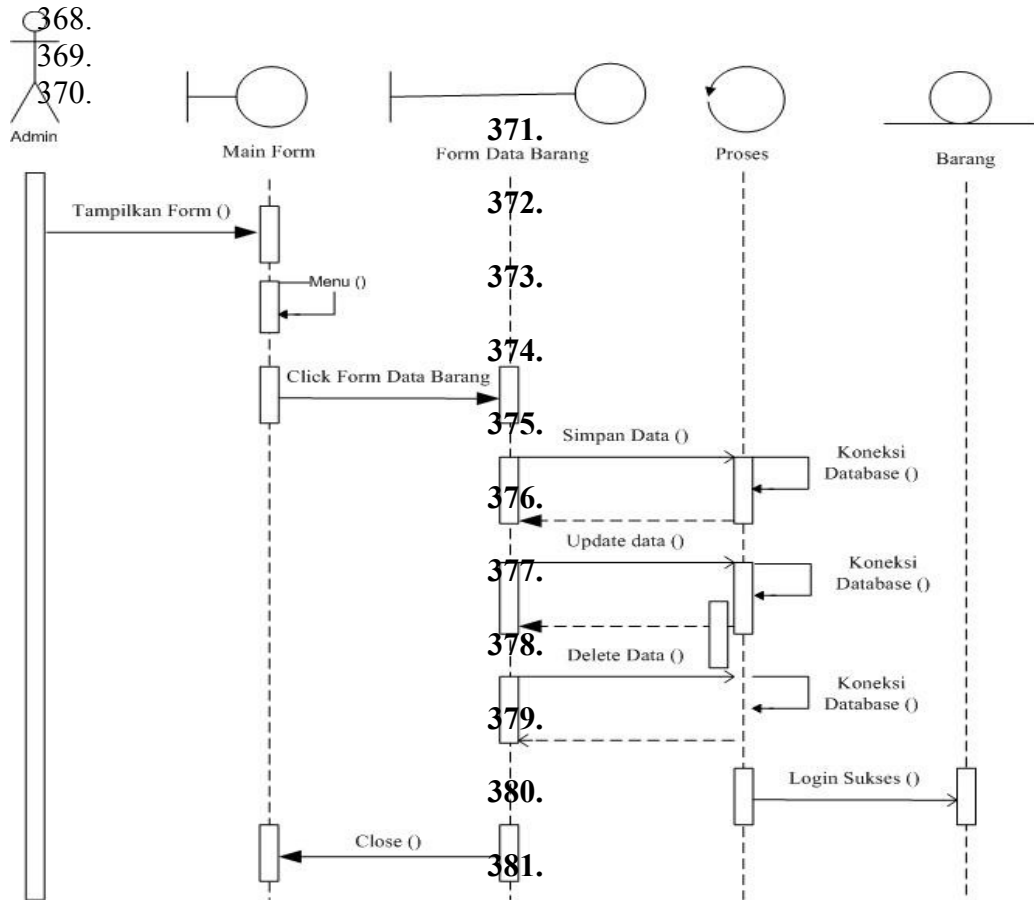 368.
369.
370.
Admin
371.
Main Form
Form Data Barang
Proses
Barang
372.
Tampilkan Form ()
373.
Menu ()
374.
Click Form Data Barang
375.
Simpan Data ()
Koneksi
Database ()
376.
Update data ()
377.
Koneksi
Database ()
378.
Delete Data ()
Koneksi
Database ()
379.
Login Sukses ()
380.
Close ()
381.